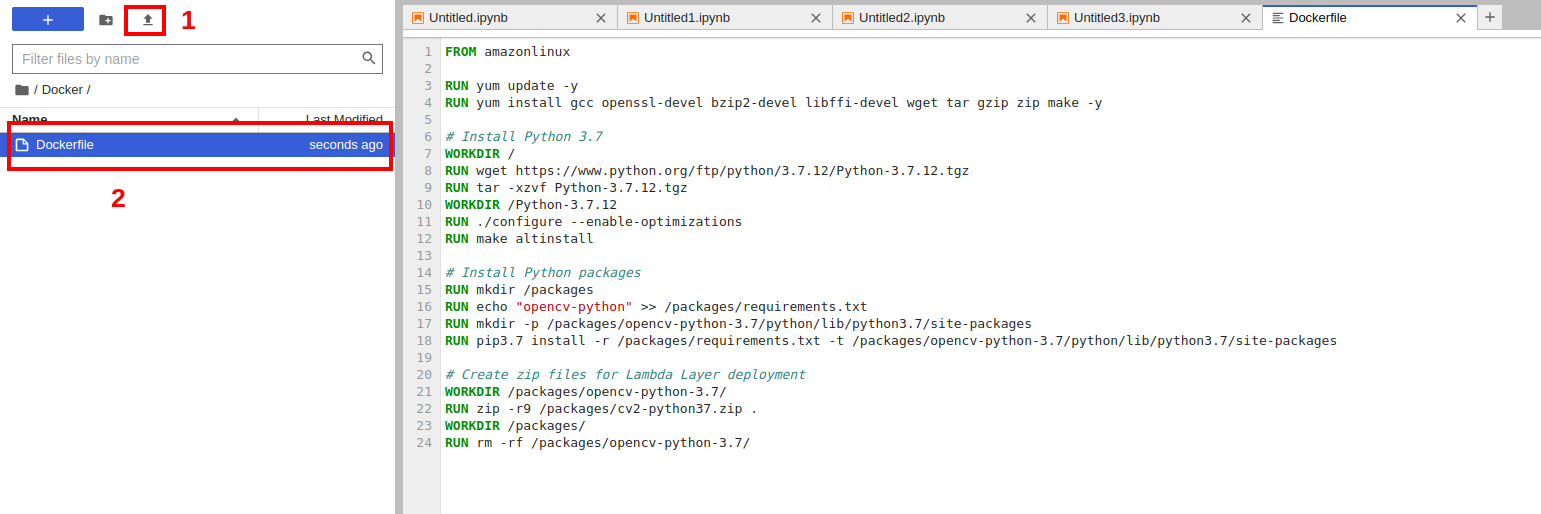 +
1
Filter files by name
/ Docker /
Name Last Modified
Dockerfile seconds ago
2
Untitled.ipynb Untitled1.ipynb Untitled2.ipynb Untitled3.ipynb Dockerfile +
1 FROM amazonlinux
2
3 RUN yum update -y
4 RUN yum install gcc openssl-devel bzip2-devel libffi-devel wget tar gzip zip make -y
5
6 # Install Python 3.7
7 WORKDIR /
8 RUN wget https://www.python.org/ftp/python/3.7.12/Python-3.7.12.tgz
9 RUN tar -xzvf Python-3.7.12.tgz
10 WORKDIR /Python-3.7.12
11 RUN ./configure --enable-optimizations
12 RUN make altinstall
13
14 # Install Python packages
15 RUN mkdir /packages
16 RUN echo "opencv-python" >> /packages/requirements.txt
17 RUN mkdir -p /packages/opencv-python-3.7/python/lib/python3.7/site-packages
18 RUN pip3.7 install -r /packages/requirements.txt -t /packages/opencv-python-3.7/python/lib/python3.7/site-packages
19
20 # Create zip files for Lambda Layer deployment
21 WORKDIR /packages/opencv-python-3.7/
22 RUN zip -r9 /packages/cv2-python37.zip .
23 WORKDIR /packages/
24 RUN rm -rf /packages/opencv-python-3.7/